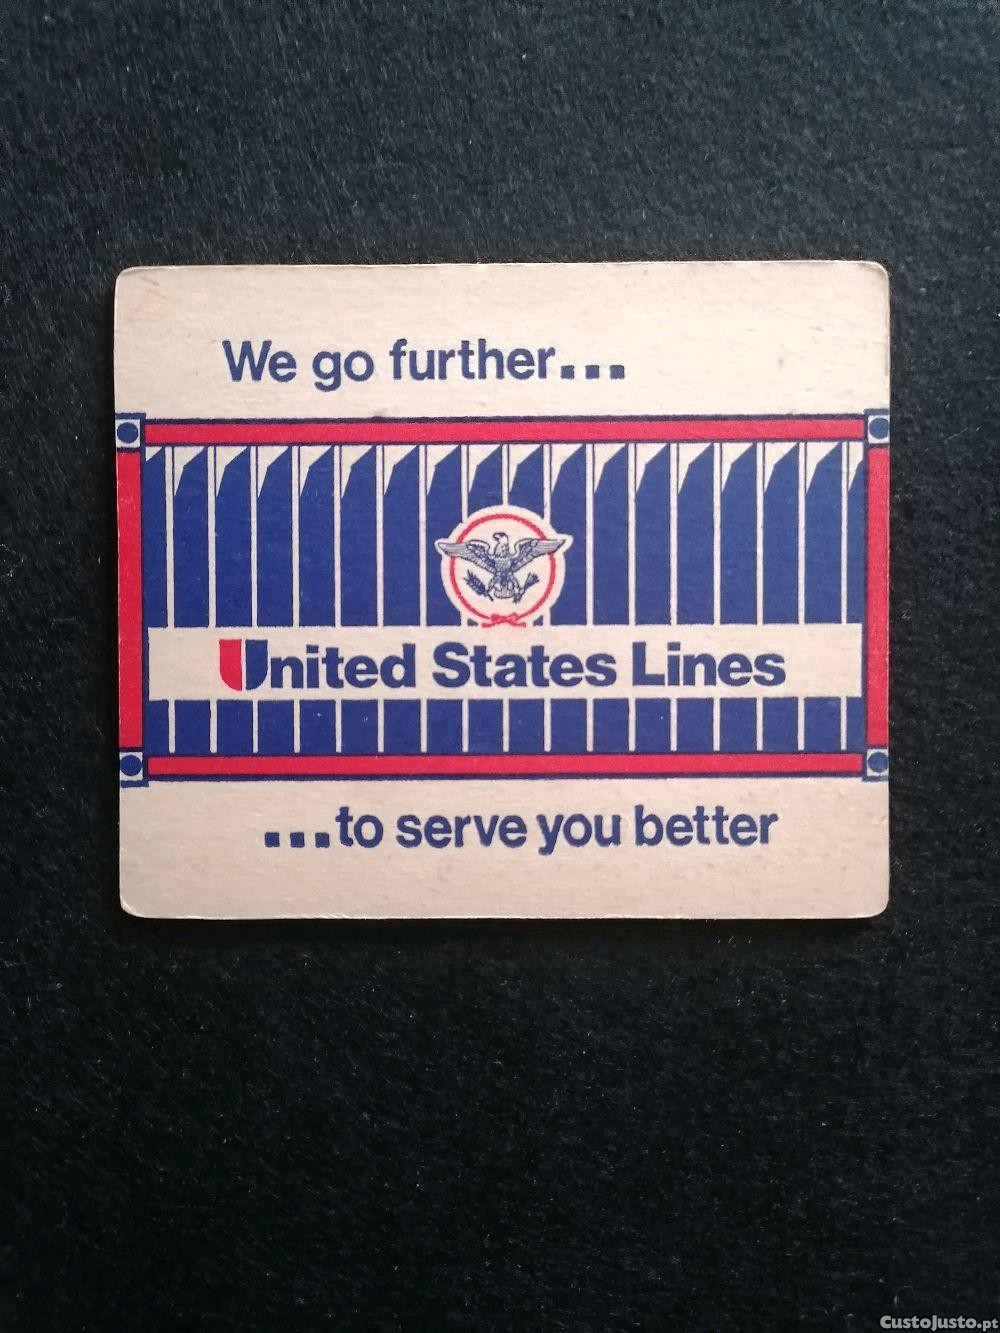 We go further...
United States Lines
...to serve you better
CustoJusto.pt